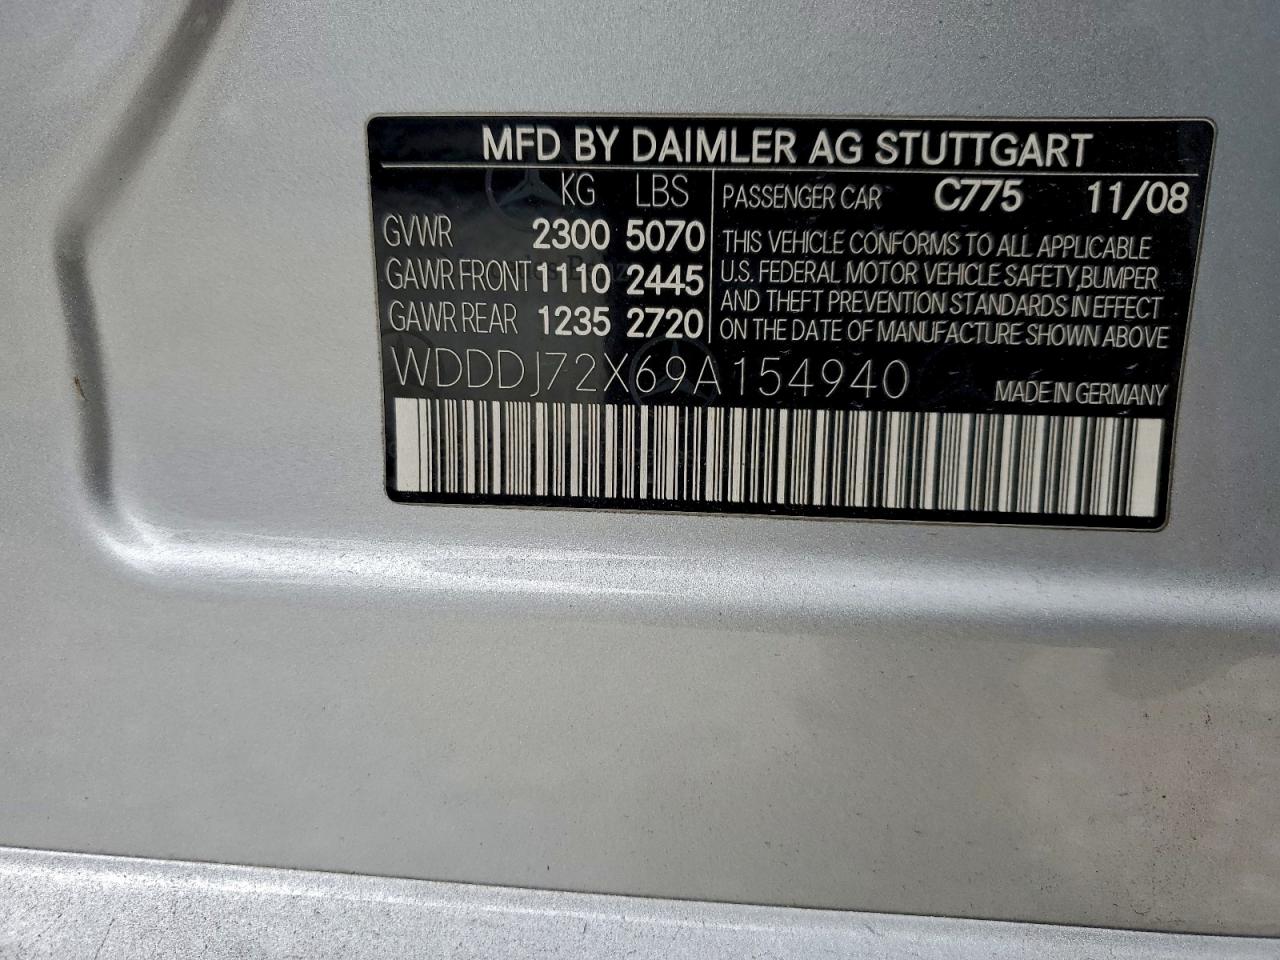 MFD BY DAIMLER AG STUTTGART
KG LBS
GVWR 2300 5070
GAWR FRONT 1110 2445
GAWR REAR 1235 2720
PASSENGER CAR C775 11/08
THIS VEHICLE CONFORMS TO ALL APPLICABLE
U.S. FEDERAL MOTOR VEHICLE SAFETY,BUMPER
AND THEFT PREVENTION STANDARDS IN EFFECT
ON THE DATE OF MANUFACTURE SHOWN ABOVE
WDDDJ72X69A154940
MADE IN GERMANY